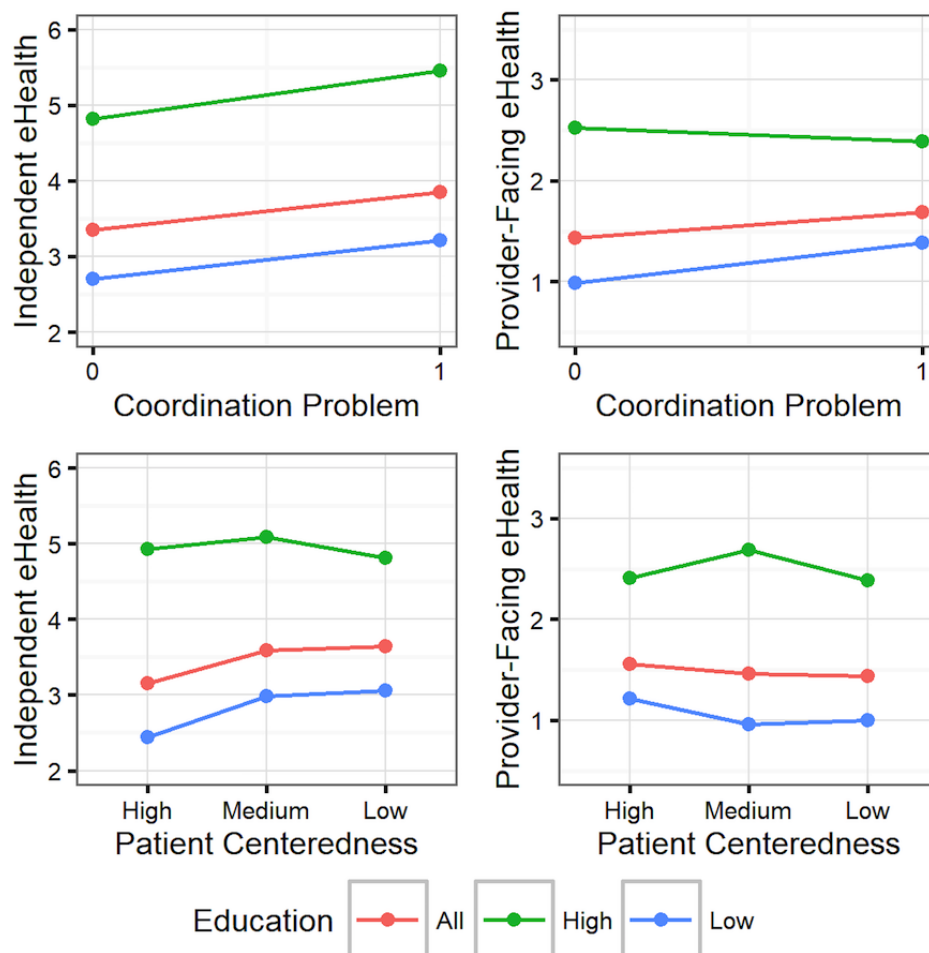 Independent eHealth
6
5
4
3
2
0
1
Coordination Problem
Provider-Facing eHealth
3
2
1
0
1
Coordination Problem
Independent eHealth
6
5
4
3
2
High Medium Low
Patient Centeredness
Provider-Facing eHealth
3
2
1
High Medium Low
Patient Centeredness
Education All High Low